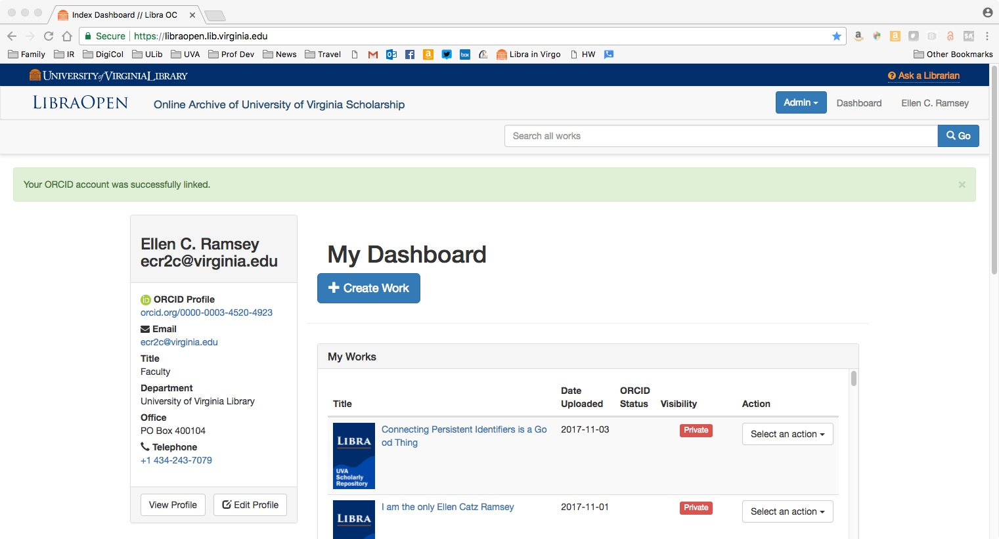 Index Dashboard // Libra OC
Secure https://libraopen.lib.virginia.edu
Family IR DigiCol ULib UVA Prof Dev News Travel Libra in Virgo HW Other Bookmarks
UNIVERSITY of VIRGINIA LIBRARY
Ask a Librarian
LIBRAOPEN
Online Archive of University of Virginia Scholarship
Admin Dashboard Ellen C. Ramsey
Search all works
Go
Your ORCID account was successfully linked.
×
Ellen C. Ramsey
ecr2c@virginia.edu
iD ORCID Profile
orcid.org/0000-0003-4520-4923
Email
ecr2c@virginia.edu
Title
Faculty
Department
University of Virginia Library
Office
PO Box 400104
Telephone
+1 434-243-7079
View Profile
Edit Profile
My Dashboard
Create Work
My Works
Title Date Uploaded ORCID Status Visibility Action
LIBRA
UVA
Scholarly
Repository
Connecting Persistent Identifiers is a Go
od Thing
2017-11-03
Private
Select an action
LIBRA
I am the only Ellen Catz Ramsey
2017-11-01
Private
Select an action